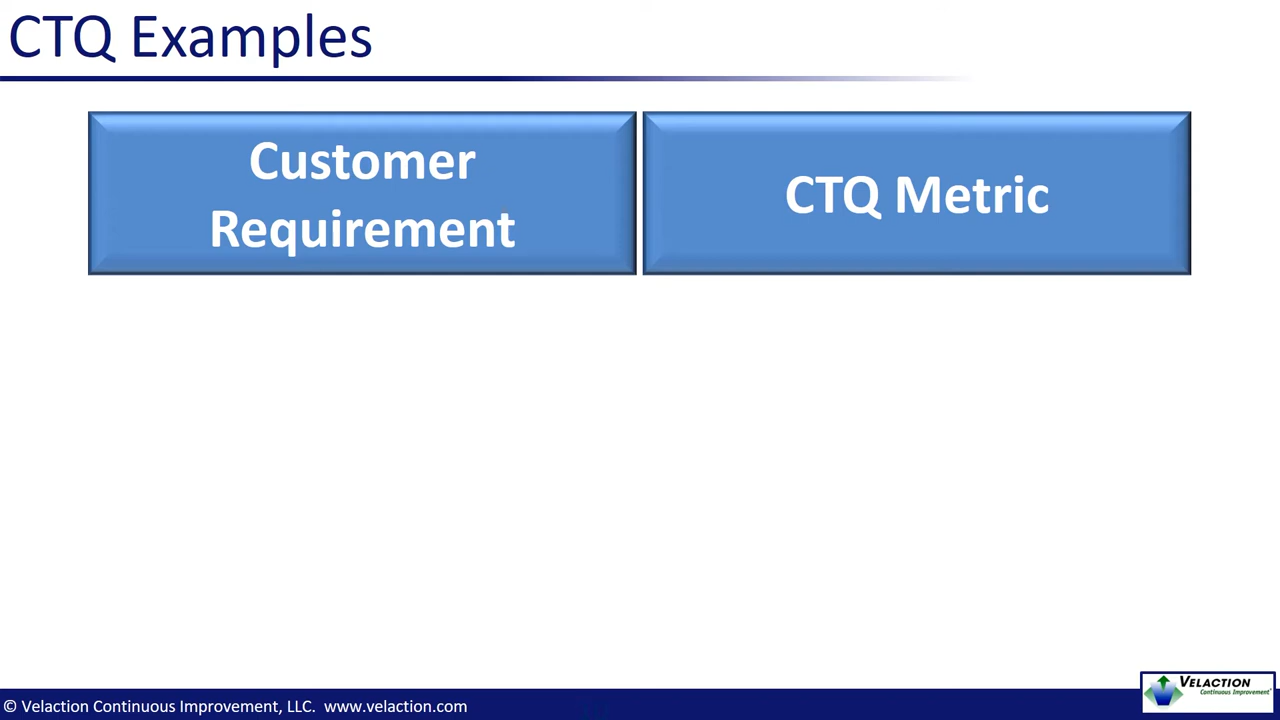 CTQ Examples
Customer
Requirement
CTQ Metric
© Velaction Continuous Improvement, LLC. www.velaction.com
VELACTION
Continuous Improvement